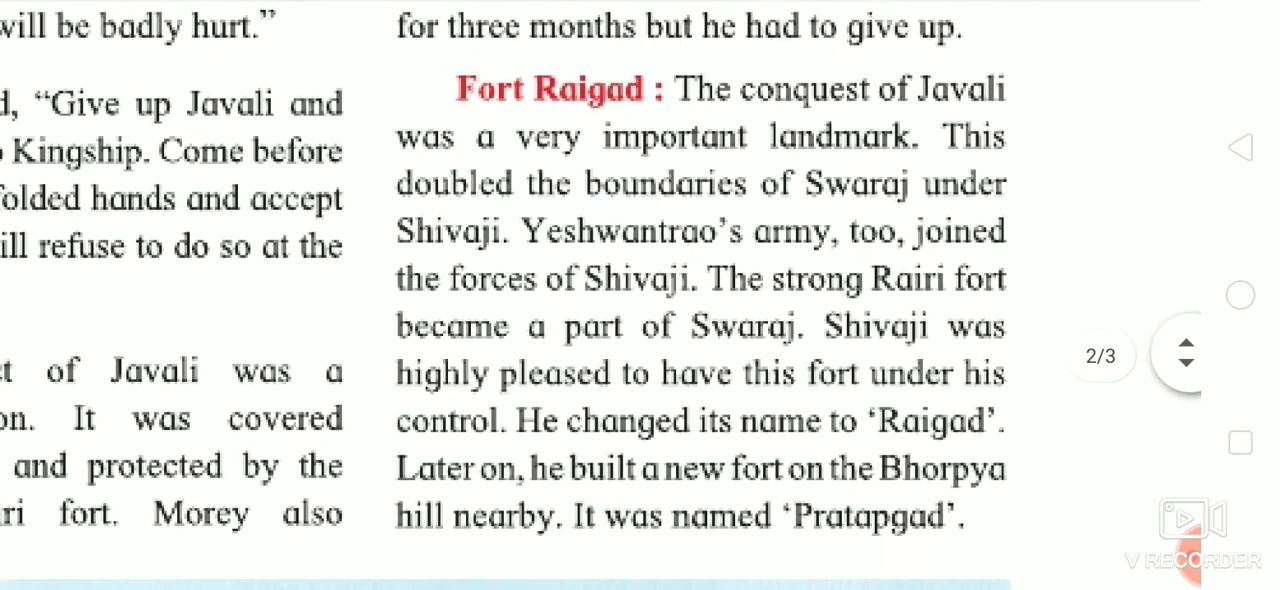 will be badly hurt."
"Give up Javali and
Kingship. Come before
folded hands and accept
ill refuse to do so at the
of Javali was a
on. It was covered
and protected by the
fort. Morey also
for three months but he had to give up.
Fort Raigad : The conquest of Javali
was a very important landmark. This
doubled the boundaries of Swaraj under
Shivaji. Yeshwantrao's army, too, joined
the forces of Shivaji. The strong Rairi fort
became a part of Swaraj. Shivaji was
highly pleased to have this fort under his
control. He changed its name to 'Raigad'.
Later on, he built a new fort on the Bhorpya
hill nearby. It was named 'Pratapgad'.
2/3
V RECORDER